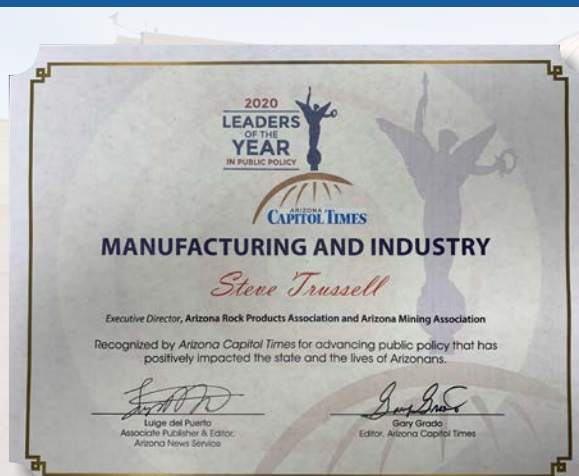 2020
LEADERS
OF THE
YEAR
IN PUBLIC POLICY
ARIZONA
CAPITOL TIMES
MANUFACTURING AND INDUSTRY
Steve Trussell
Executive Director, Arizona Rock Products Association and Arizona Mining Association
Recognized by Arizona Capitol Times for advancing public policy that has
positively impacted the state and the lives of Arizonans.
Luige del Puerto
Associate Publisher & Editor,
Arizona News Service
Gary Grado
Editor, Arizona Capitol Times